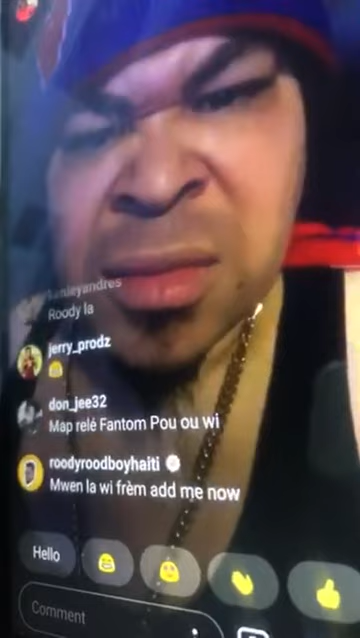 stanleyandres
Roody la
jerry_prodz
don_jee32
Map relé Fantom Pou ou wi
roodyroodboyhaiti
Mwen la wi frèm add me now
Hello
Comment